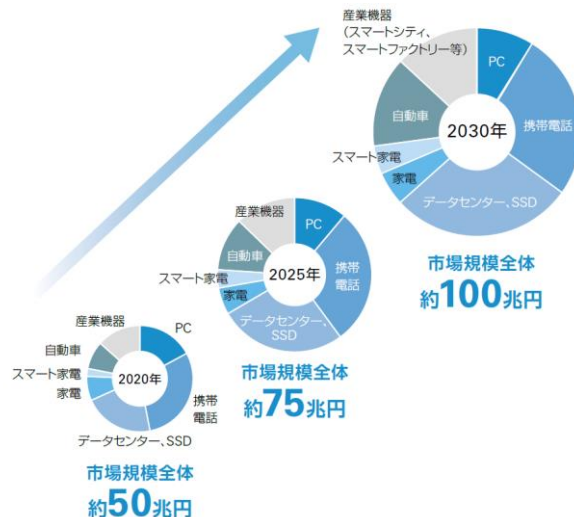 産業機器
（スマートシティ、
スマートファクトリー等）
PC
自動車
2030年
携帯電話
スマート家電
家電
データセンター、SSD
市場規模全体
約100兆円
産業機器
PC
自動車
2025年
携帯
電話
スマート家電
家電
データセンター、
SSD
市場規模全体
約75兆円
産業機器
PC
自動車
2020年
スマート家電
家電
携帯
電話
データセンター、SSD
市場規模全体
約50兆円